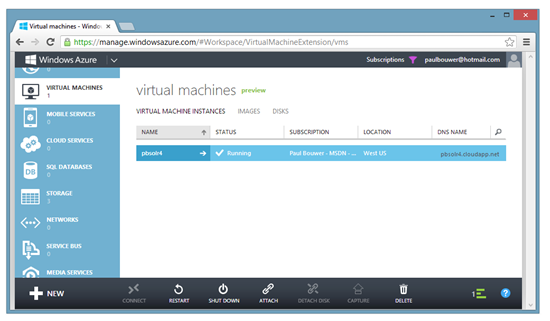 Virtual machines - Window
https://manage.windowsazure.com/#Workspace/VirtualMachineExtension/vms
Windows Azure
Subscriptions
paulbouwer@hotmail.com
VIRTUAL MACHINES
1
MOBILE SERVICES
0
CLOUD SERVICES
0
SQL DATABASES
0
STORAGE
3
NETWORKS
0
SERVICE BUS
0
MEDIA SERVICES
virtual machines preview
VIRTUAL MACHINE INSTANCES IMAGES DISKS
NAME STATUS SUBSCRIPTION LOCATION DNS NAME
pbsolr4 Running Paul Bouwer - MSDN - ... West US pbsolr4.cloudapp.net
NEW
CONNECT
RESTART
SHUT DOWN
ATTACH
DETACH DISK
CAPTURE
DELETE
1
?